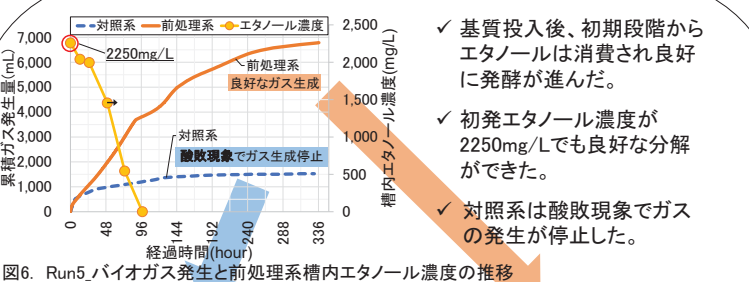 対照系 前処理系 エタノール濃度
7,000
6,000
5,000
4,000
3,000
2,000
1,000
0
累積ガス発生量(mL)
2250mg/L
前処理系
良好なガス生成
対照系
酸敗現象でガス生成停止
2,500
2,000
1,500
1,000
500
0
槽内エタノール濃度(mg/L)
0 48 96 144 192 240 288 336
経過時間(hour)
図6. Run5_バイオガス発生と前処理系槽内エタノール濃度の推移
✓ 基質投入後、初期段階から
エタノールは消費され良好
に発酵が進んだ。
✓ 初発エタノール濃度が
2250mg/Lでも良好な分解
ができた。
✓ 対照系は酸敗現象でガス
の発生が停止した。